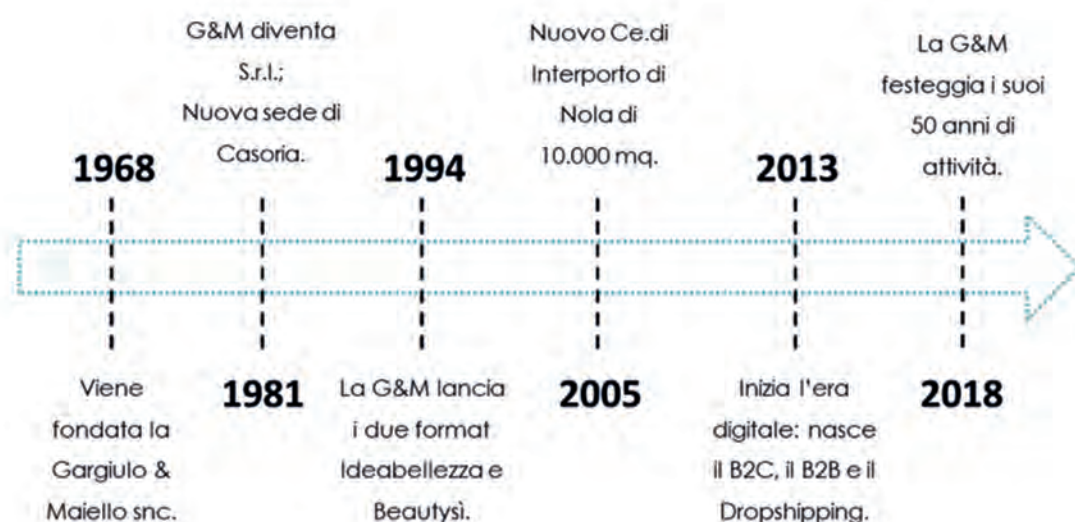 1968
Viene
fondata la
Gargiulo &
Maiello snc.
G&M diventa
S.r.l.;
Nuova sede di
Casoria.
1981
1994
La G&M lancia
i due format
Ideabellezza e
Beautysì.
Nuovo Ce.di
Interporto di
Nola di
10.000 mq.
2005
2013
Inizia l'era
digitale: nasce
il B2C, il B2B e il
Dropshipping.
La G&M
festeggia i suoi
50 anni di
attività.
2018